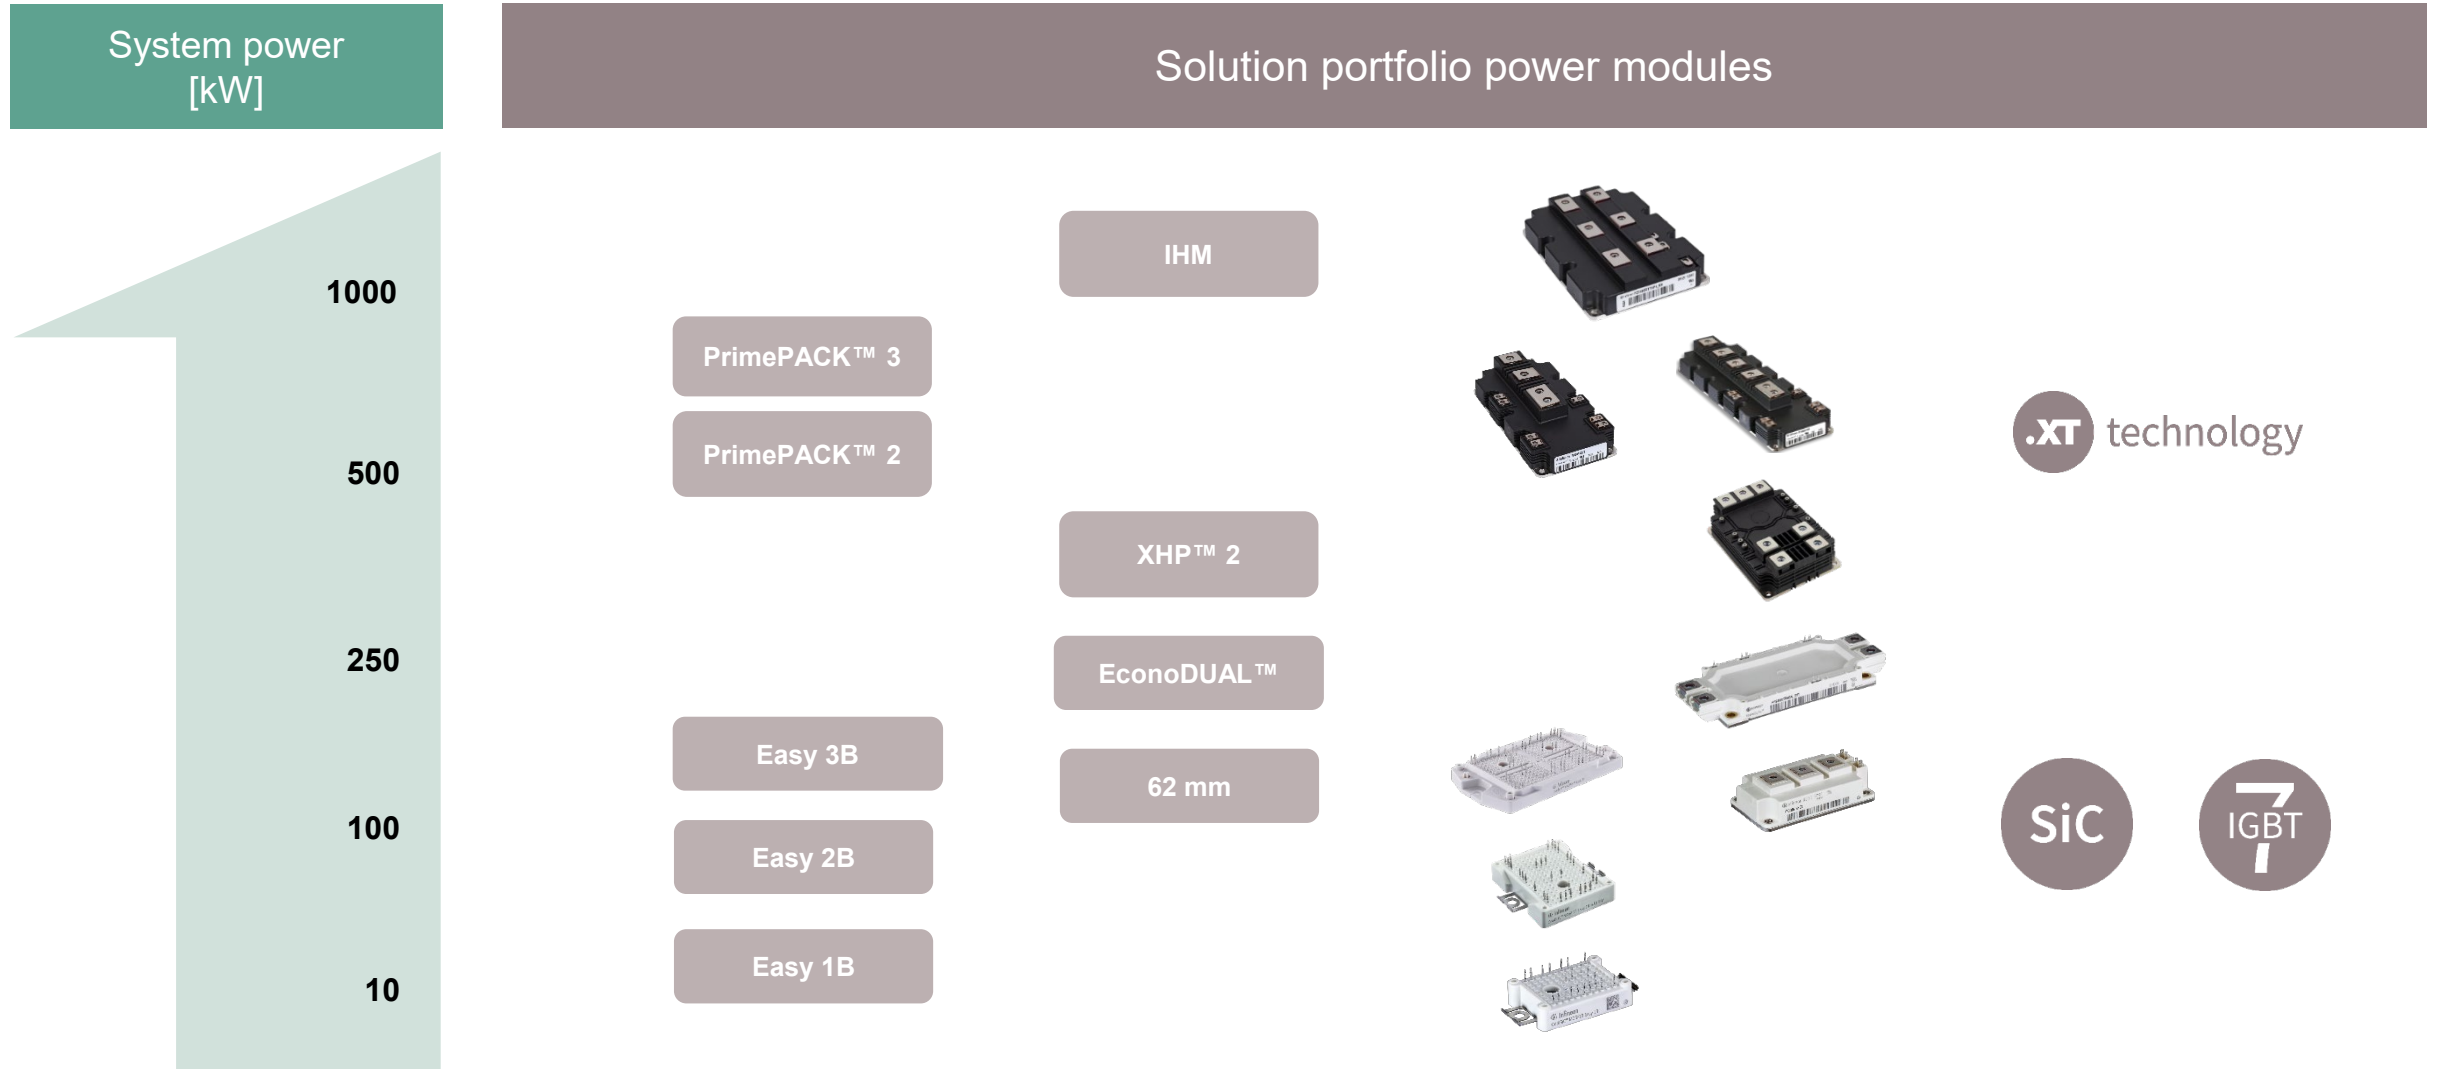 System power
[kW]
Solution portfolio power modules
1000
500
250
100
10
IHM
PrimePACK™ 3
PrimePACK™ 2
XHP™ 2
EconoDUAL™
Easy 3B
62 mm
Easy 2B
Easy 1B
.XT technology
SiC
7
IGBT